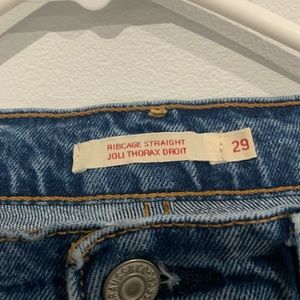 RIBCAGE STRAIGHT
JOLI THORAX DROIT
29